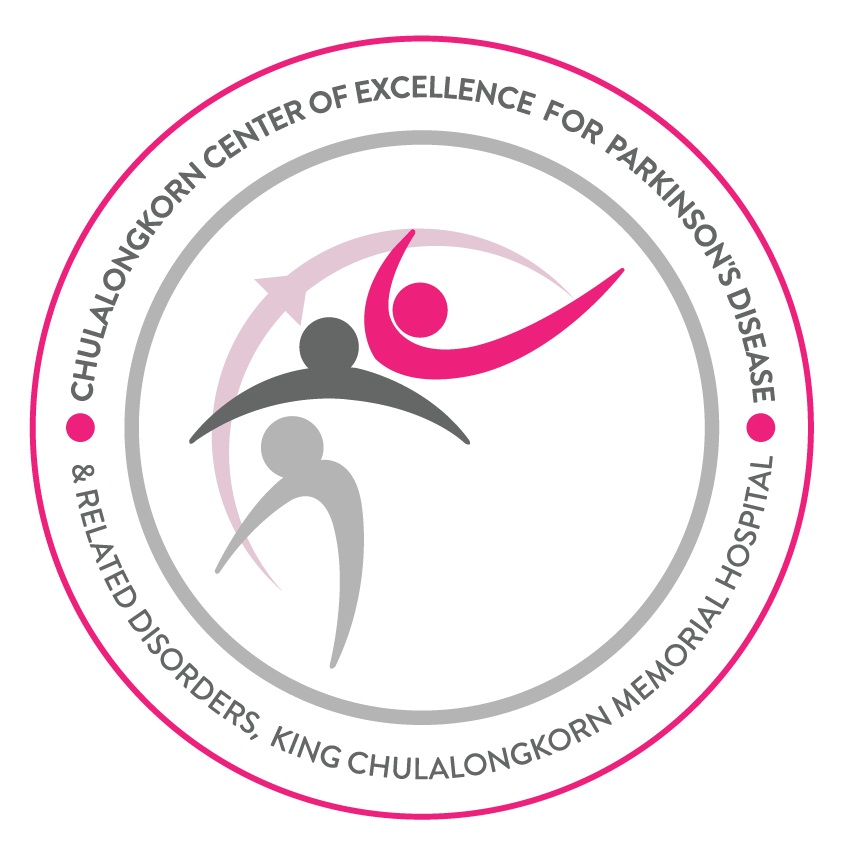 CHULALONGKORN CENTER OF EXCELLENCE FOR PARKINSON'S DISEASE
& RELATED DISORDERS, KING CHULALONGKORN MEMORIAL HOSPITAL